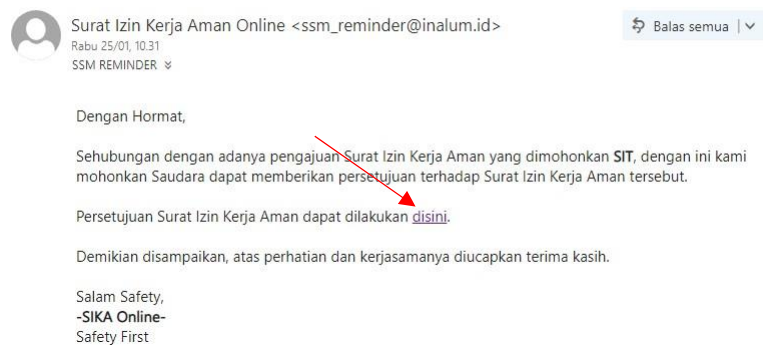 Surat Izin Kerja Aman Online <ssm_reminder@inalum.id>
Balas semua
Rabu 25/01, 10.31
SSM REMINDER
Dengan Hormat,
Sehubungan dengan adanya pengajuan Surat Izin Kerja Aman yang dimohonkan SIT, dengan ini kami
mohonkan Saudara dapat memberikan persetujuan terhadap Surat Izin Kerja Aman tersebut.
Persetujuan Surat Izin Kerja Aman dapat dilakukan disini.
Demikian disampaikan, atas perhatian dan kerjasamanya diucapkan terima kasih.
Salam Safety,
-SIKA Online-
Safety First